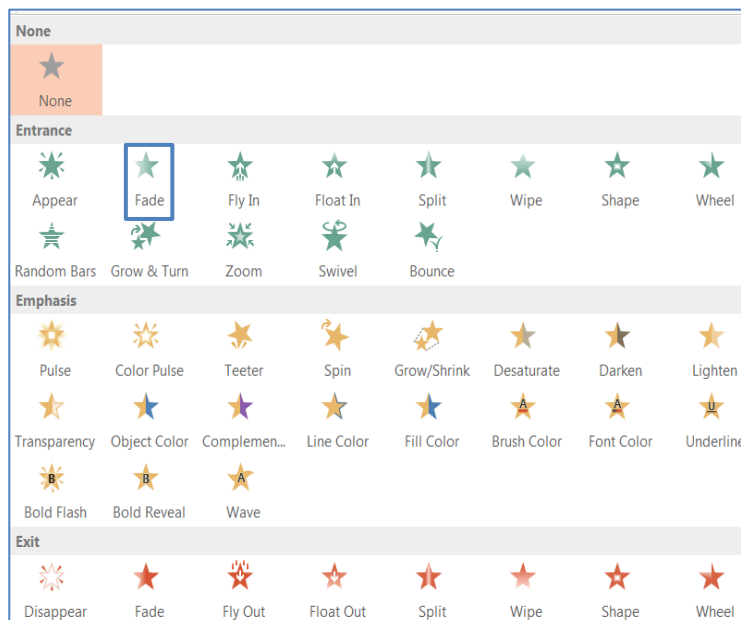 None
None
Entrance
Appear Fade Fly In Float In Split Wipe Shape Wheel
Random Bars Grow & Turn Zoom Swivel Bounce
Emphasis
Pulse Color Pulse Teeter Spin Grow/Shrink Desaturate Darken Lighten
Transparency Object Color Complemen... Line Color Fill Color Brush Color Font Color Underline
Bold Flash Bold Reveal Wave
Exit
Disappear Fade Fly Out Float Out Split Wipe Shape Wheel